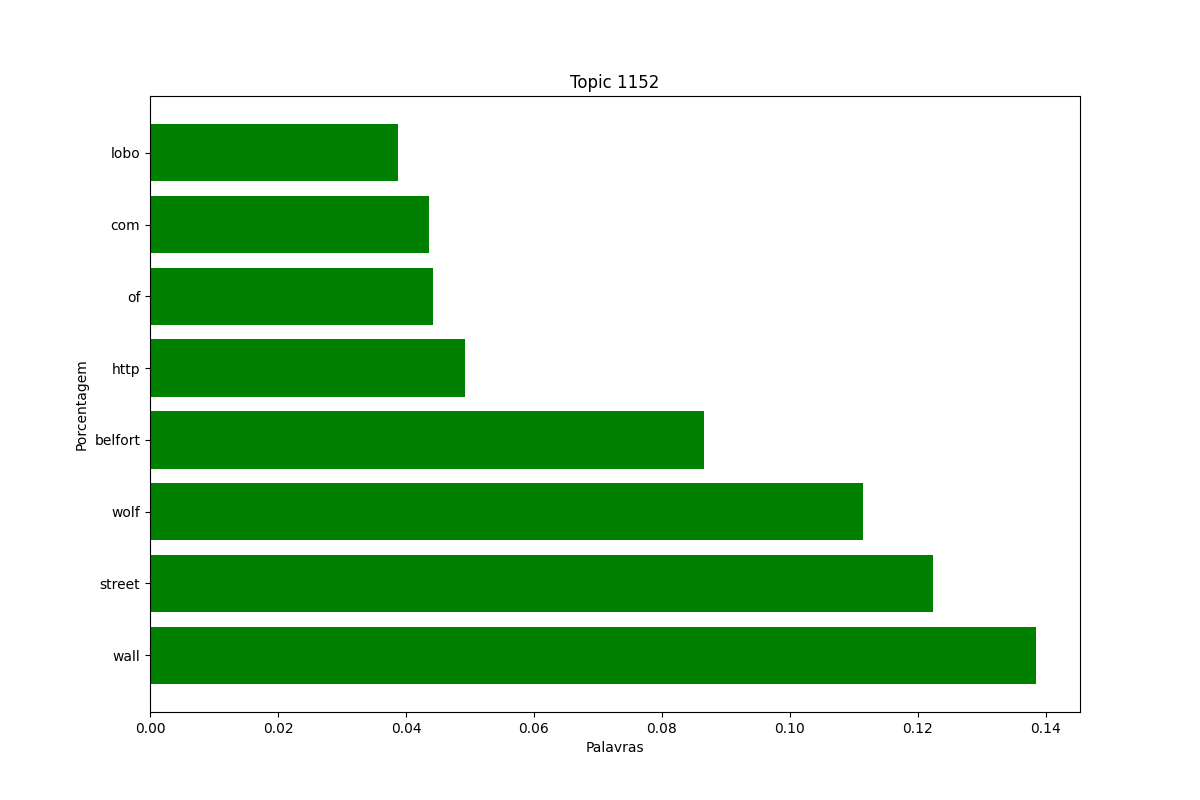 Topic 1152
lobo
com
of
http
belfort
wolf
street
wall
Porcentagem
0.00 0.02 0.04 0.06 0.08 0.10 0.12 0.14
Palavras